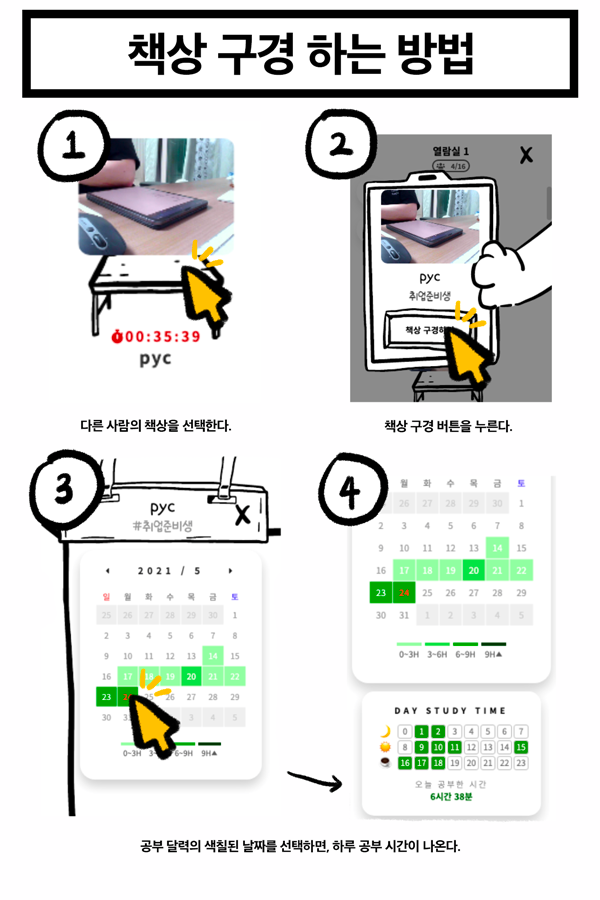 책상 구경 하는 방법
1
00:35:39
pyc
다른 사람의 책상을 선택한다.
2
열람실 1
4/16
X
pyc
취업준비생
책상 구경하
책상 구경 버튼을 누른다.
3
pyc
#취업준비생
X
2021 / 5
일 월 화 수 목 금 토
25 26 27 28 29 30 1
2 3 4 5 6 7 8
9 10 11 12 13 14 15
16 17 18 19 20 21 22
23 25 26 27 28 29
30 31 3 4 5
0~3H 3~ 6~9H 9H▲
4
월 화 수 목 금 토
26 27 28 29 30 1
2 3 4 5 6 7 8
9 10 11 12 13 14 15
16 17 18 19 20 21 22
23 24 25 26 27 28 29
30 31 1 2 3 4 5
0~3H 3~6H 6~9H 9H▲
DAY STUDY TIME
0 1 2 3 4 5 6 7
8 9 10 11 12 13 14 15
16 17 18 19 20 21 22 23
오늘 공부한 시간
6시간 38분
공부 달력의 색칠된 날짜를 선택하면, 하루 공부 시간이 나온다.